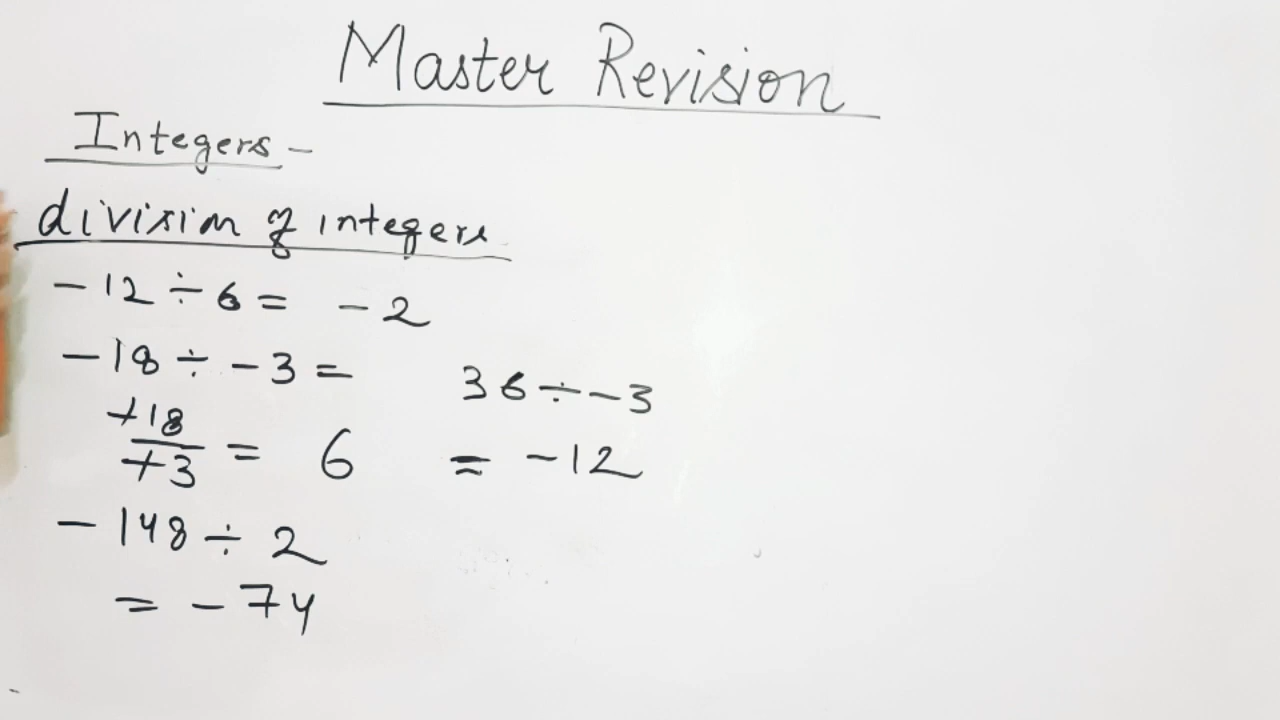 Master Revision
Integers -
division of integers
-12 ÷ 6 = -2
-18 ÷ -3 =
+18
+3
= 6
-148 ÷ 2
= -74
36 ÷ -3
= -12